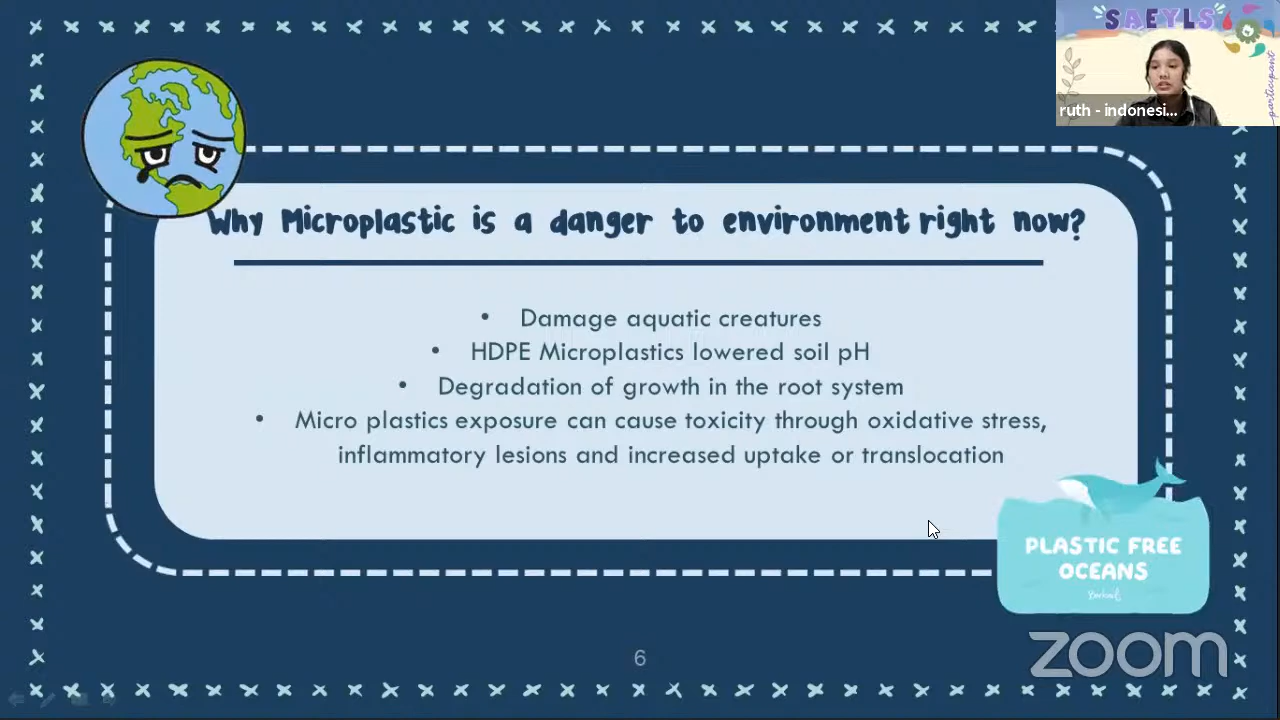 SAEYLS
participant
ruth - indonesi...
Why Microplastic is a danger to environment right now?
• Damage aquatic creatures
• HDPE Microplastics lowered soil pH
• Degradation of growth in the root system
• Micro plastics exposure can cause toxicity through oxidative stress,
inflammatory lesions and increased uptake or translocation
PLASTIC FREE
OCEANS
6
zoom